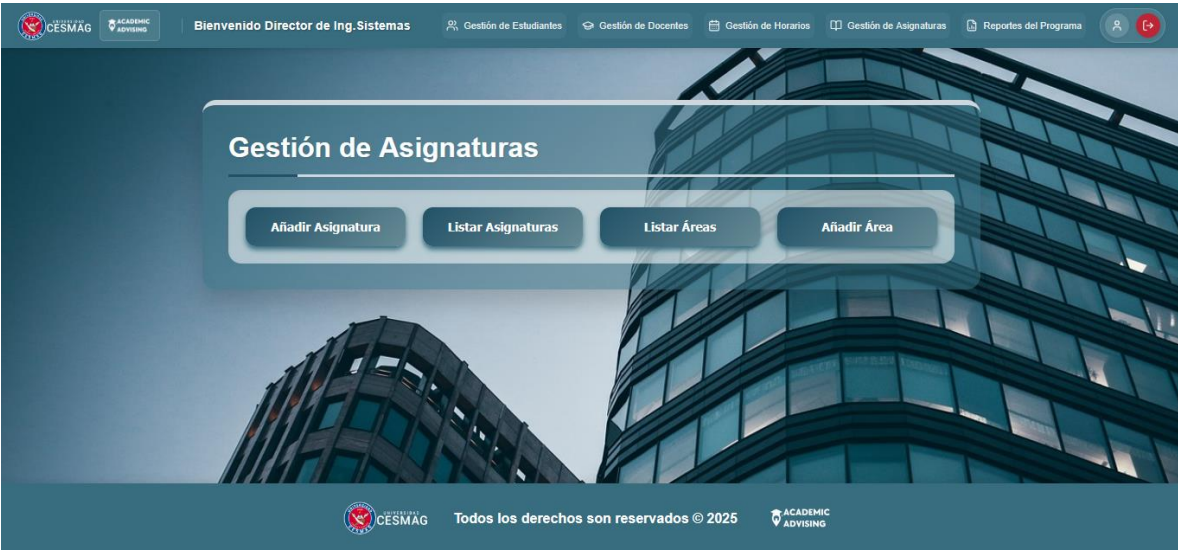 UNIVERSIDAD
CESMAG
ACADEMIC
ADVISING
Bienvenido Director de Ing.Sistemas
Gestión de Estudiantes
Gestión de Docentes
Gestión de Horarios
Gestión de Asignaturas
Reportes del Programa
Gestión de Asignaturas
Añadir Asignatura
Listar Asignaturas
Listar Áreas
Añadir Área
UNIVERSIDAD
CESMAG
Todos los derechos son reservados © 2025
ACADEMIC
ADVISING